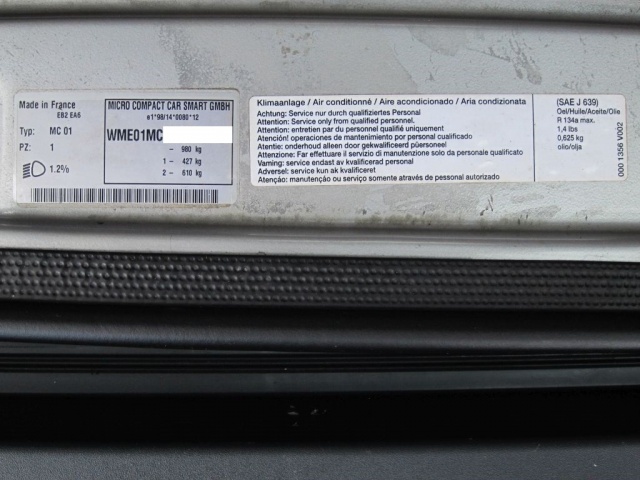 Made in France
EB2 EA6
Typ: MC 01
PZ: 1
1.2%
MICRO COMPACT CAR SMART GMBH
e1*98/14*0080*12
WME01MC
– 980 kg
1 – 427 kg
2 – 610 kg
Klimaanlage / Air conditionné / Aire acondicionado / Aria condizionata
Achtung: Service nur durch qualifiziertes Personal
Attention: Service only from qualified personnel.
Attention: entretien par du personnel qualifié uniquement
Atención: operaciones de mantenimiento por personal cualificado
Attentie: onderhoud alleen door gekwalificeerd püersoneel
Attenzione: Far effettuare il servizio di manutenzione solo da personale qualificato
Varning: service endast av kvalificerad personal
Adversel: service kun ak kvalificeret
Atenção: manutenção ou serviço somente através de pessoal autorizado
(SAE J 639)
Oel/Huile/Aceite/Olie
R 134a max.
1,4 lbs
0,625 kg
olio/olja
000 1356 V002